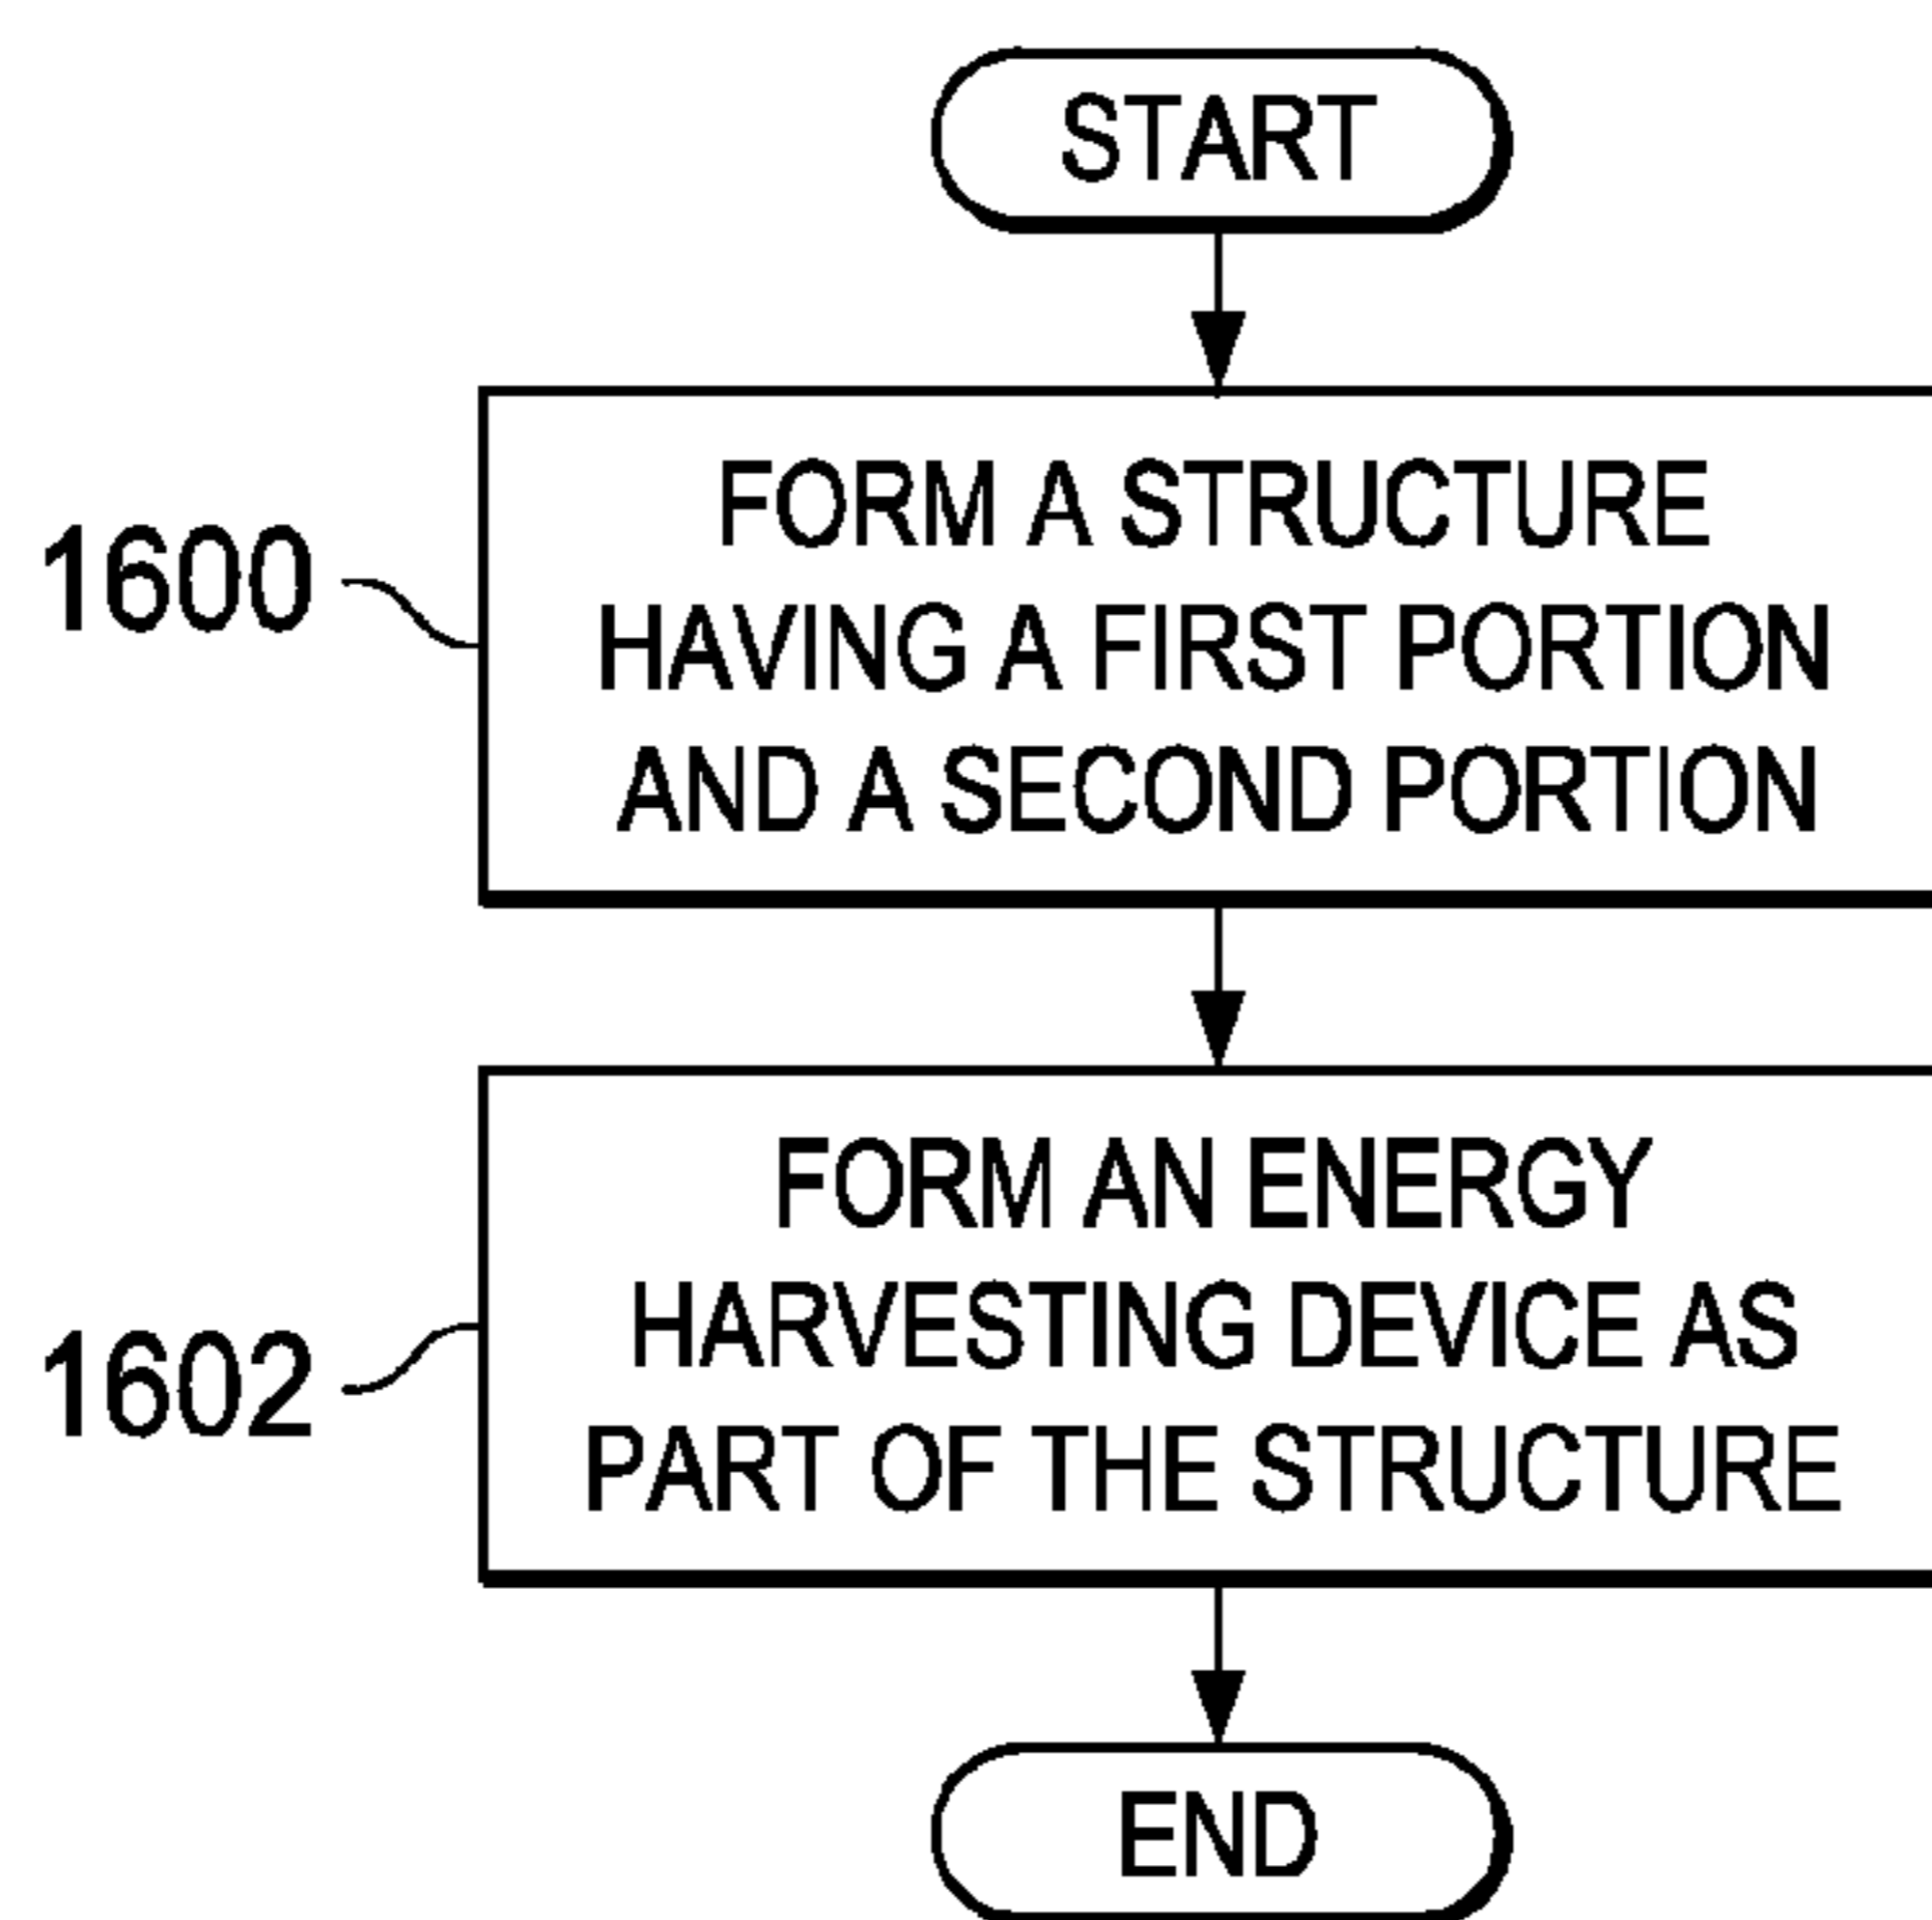 START
1600
FORM A STRUCTURE
HAVING A FIRST PORTION
AND A SECOND PORTION
1602
FORM AN ENERGY
HARVESTING DEVICE AS
PART OF THE STRUCTURE
END